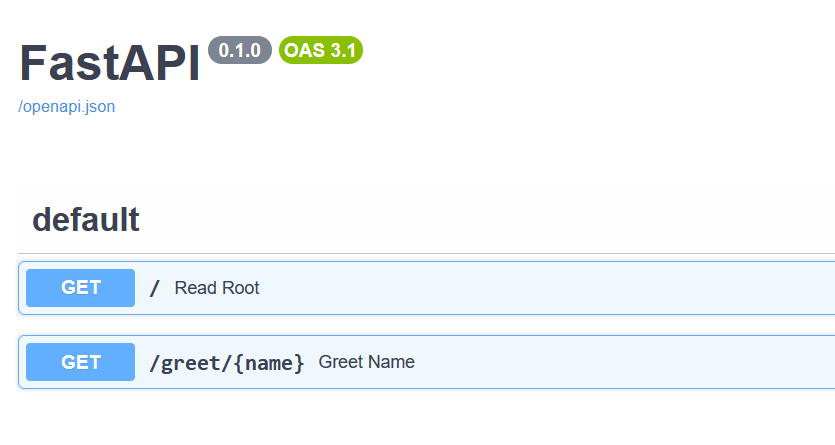 FastAPI 0.1.0 OAS 3.1
/openapi.json
default
GET / Read Root
GET /greet/{name} Greet Name